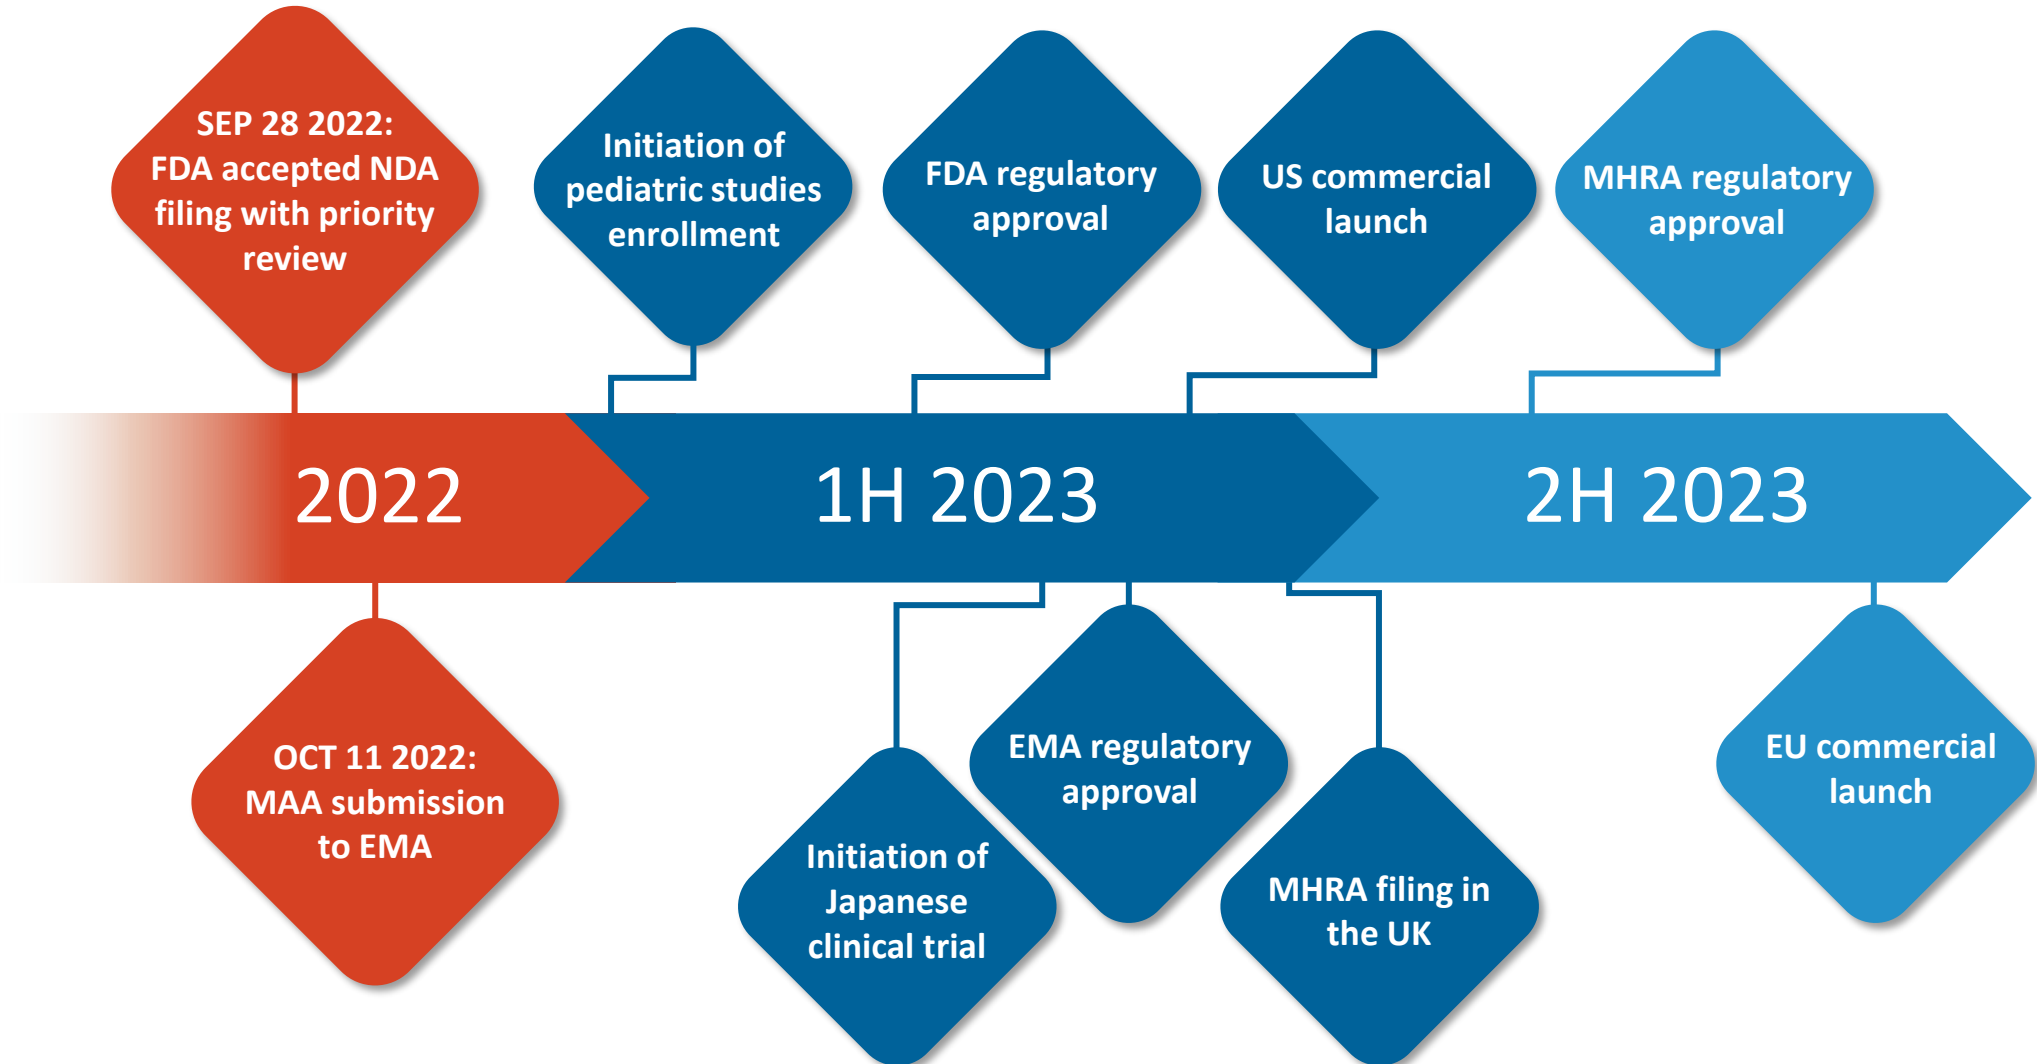 SEP 28 2022:
FDA accepted NDA
filing with priority
review
Initiation of
pediatric studies
enrollment
FDA regulatory
approval
US commercial
launch
MHRA regulatory
approval
2022
1H 2023
2H 2023
OCT 11 2022:
MAA submission
to EMA
Initiation of
Japanese
clinical trial
EMA regulatory
approval
MHRA filing in
the UK
EU commercial
launch